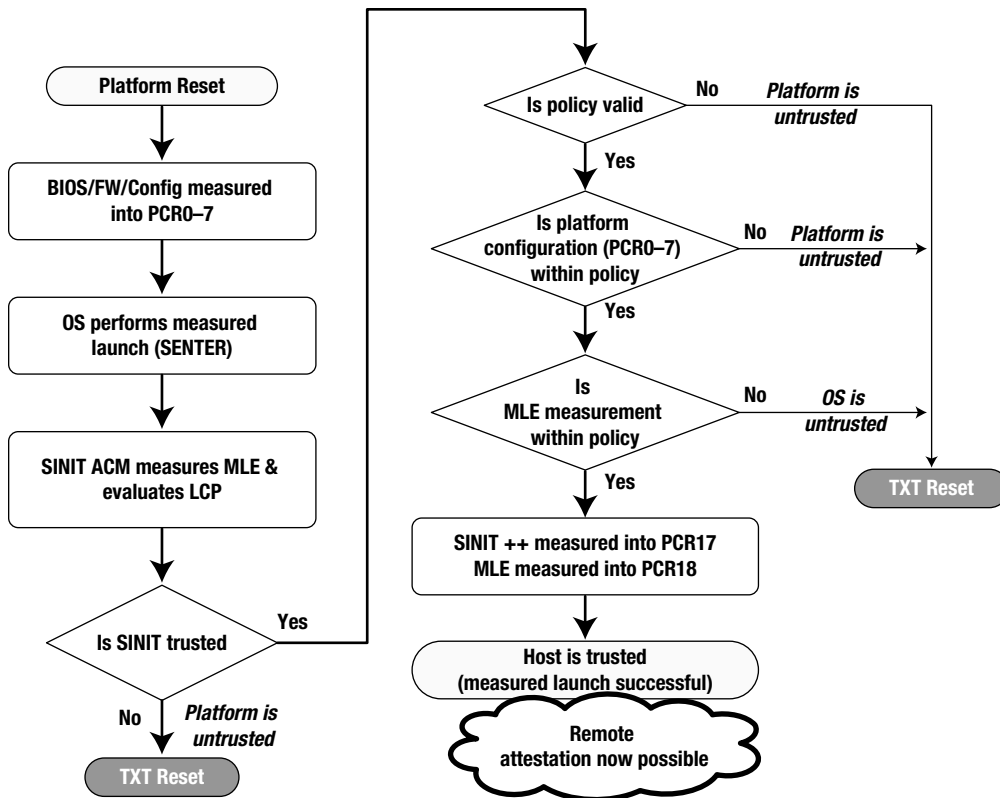 Platform Reset
BIOS/FW/Config measured
into PCR0–7
OS performs measured
launch (SENTER)
SINIT ACM measures MLE &
evaluates LCP
Is SINIT trusted
Yes
No
Platform is
untrusted
TXT Reset
Is policy valid
No
Platform is
untrusted
Yes
Is platform
configuration (PCR0–7)
within policy
No
Platform is
untrusted
Yes
Is
MLE measurement
within policy
No
OS is
untrusted
Yes
TXT Reset
SINIT ++ measured into PCR17
MLE measured into PCR18
Host is trusted
(measured launch successful)
Remote
attestation now possible